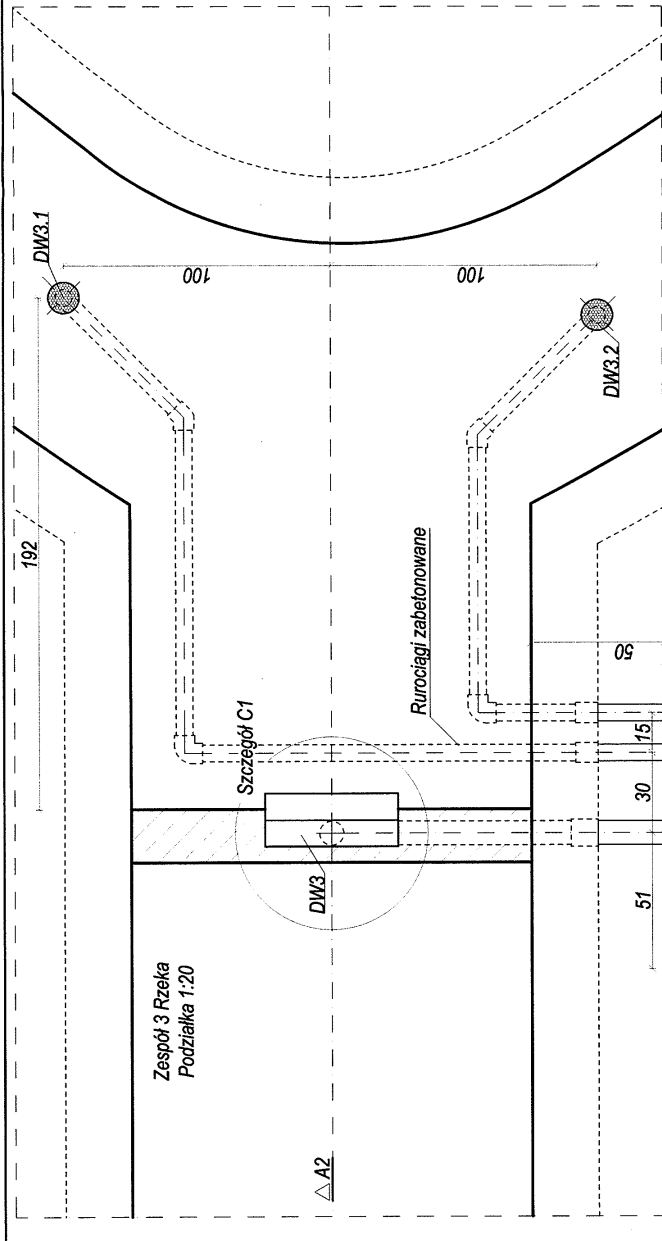 DW3.1
100
100
DW3.2
192
Rurociągi zabetonowane
Szczegół C1
50
15
30
51
DW3
Zespół 3 Rzeka
Podziałka 1:20
A2